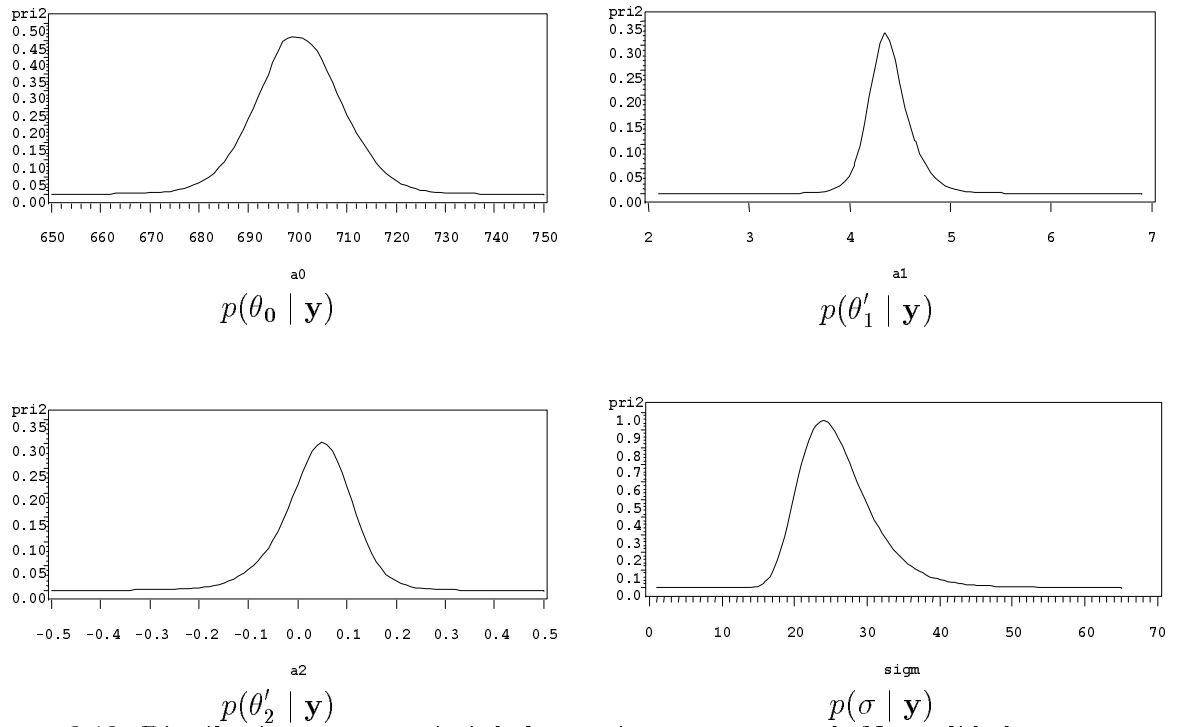 pri2
0.50
0.45
0.40
0.35
0.30
0.25
0.20
0.15
0.10
0.05
0.00
650 660 670 680 690 700 710 720 730 740 750
a0
p(θ₀ | y)
pri2
0.35
0.30
0.25
0.20
0.15
0.10
0.05
0.00
2 3 4 5 6 7
a1
p(θ′₁ | y)
pri2
0.35
0.30
0.25
0.20
0.15
0.10
0.05
0.00
-0.5 -0.4 -0.3 -0.2 -0.1 0.0 0.1 0.2 0.3 0.4 0.5
a2
p(θ′₂ | y)
pri2
1.0
0.9
0.8
0.7
0.6
0.5
0.4
0.3
0.2
0.1
0.0
0 10 20 30 40 50 60 70
sigm
p(σ | y)